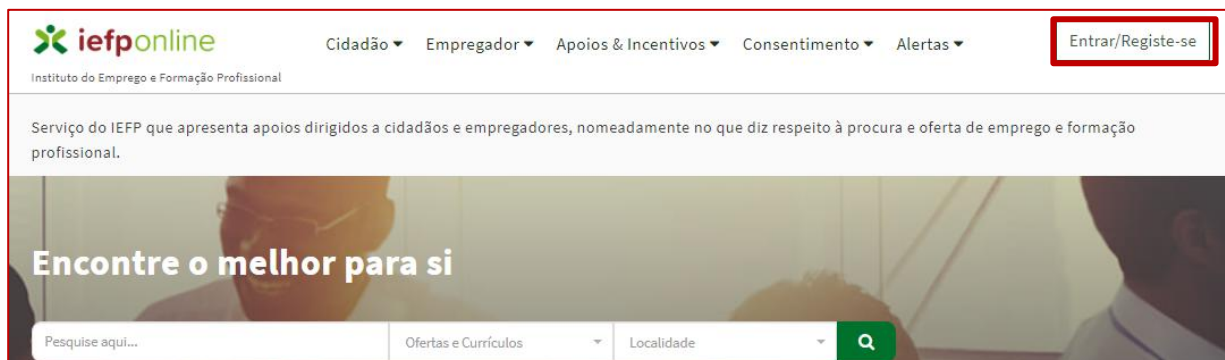 iefponline
Instituto do Emprego e Formação Profissional
Cidadão Empregador Apoios & Incentivos Consentimento Alertas Entrar/Registe-se
Serviço do IEFP que apresenta apoios dirigidos a cidadãos e empregadores, nomeadamente no que diz respeito à procura e oferta de emprego e formação
profissional.
Encontre o melhor para si
Pesquise aqui... Ofertas e Currículos Localidade